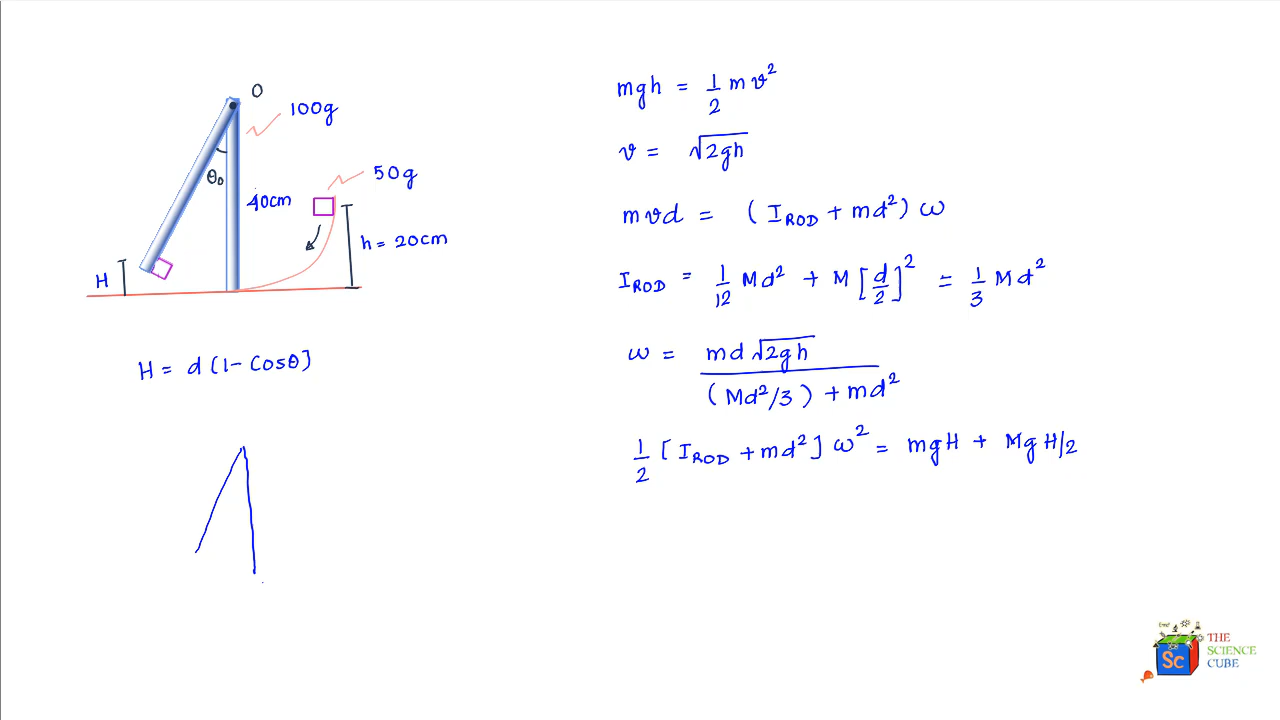 O
100g
50g
θ₀
40cm
h = 20cm
H
H = d(1 - cosθ]
mgh = 1/2 mv²
v = √2gh
mvd = (I_ROD + md²) ω
I_ROD = 1/12 Md² + M[d/2]² = 1/3 Md²
ω = md√2gh / (Md²/3) + md²
1/2 [I_ROD + md²] ω² = mgH + MgH/2
Sc
THE
SCIENCE
CUBE